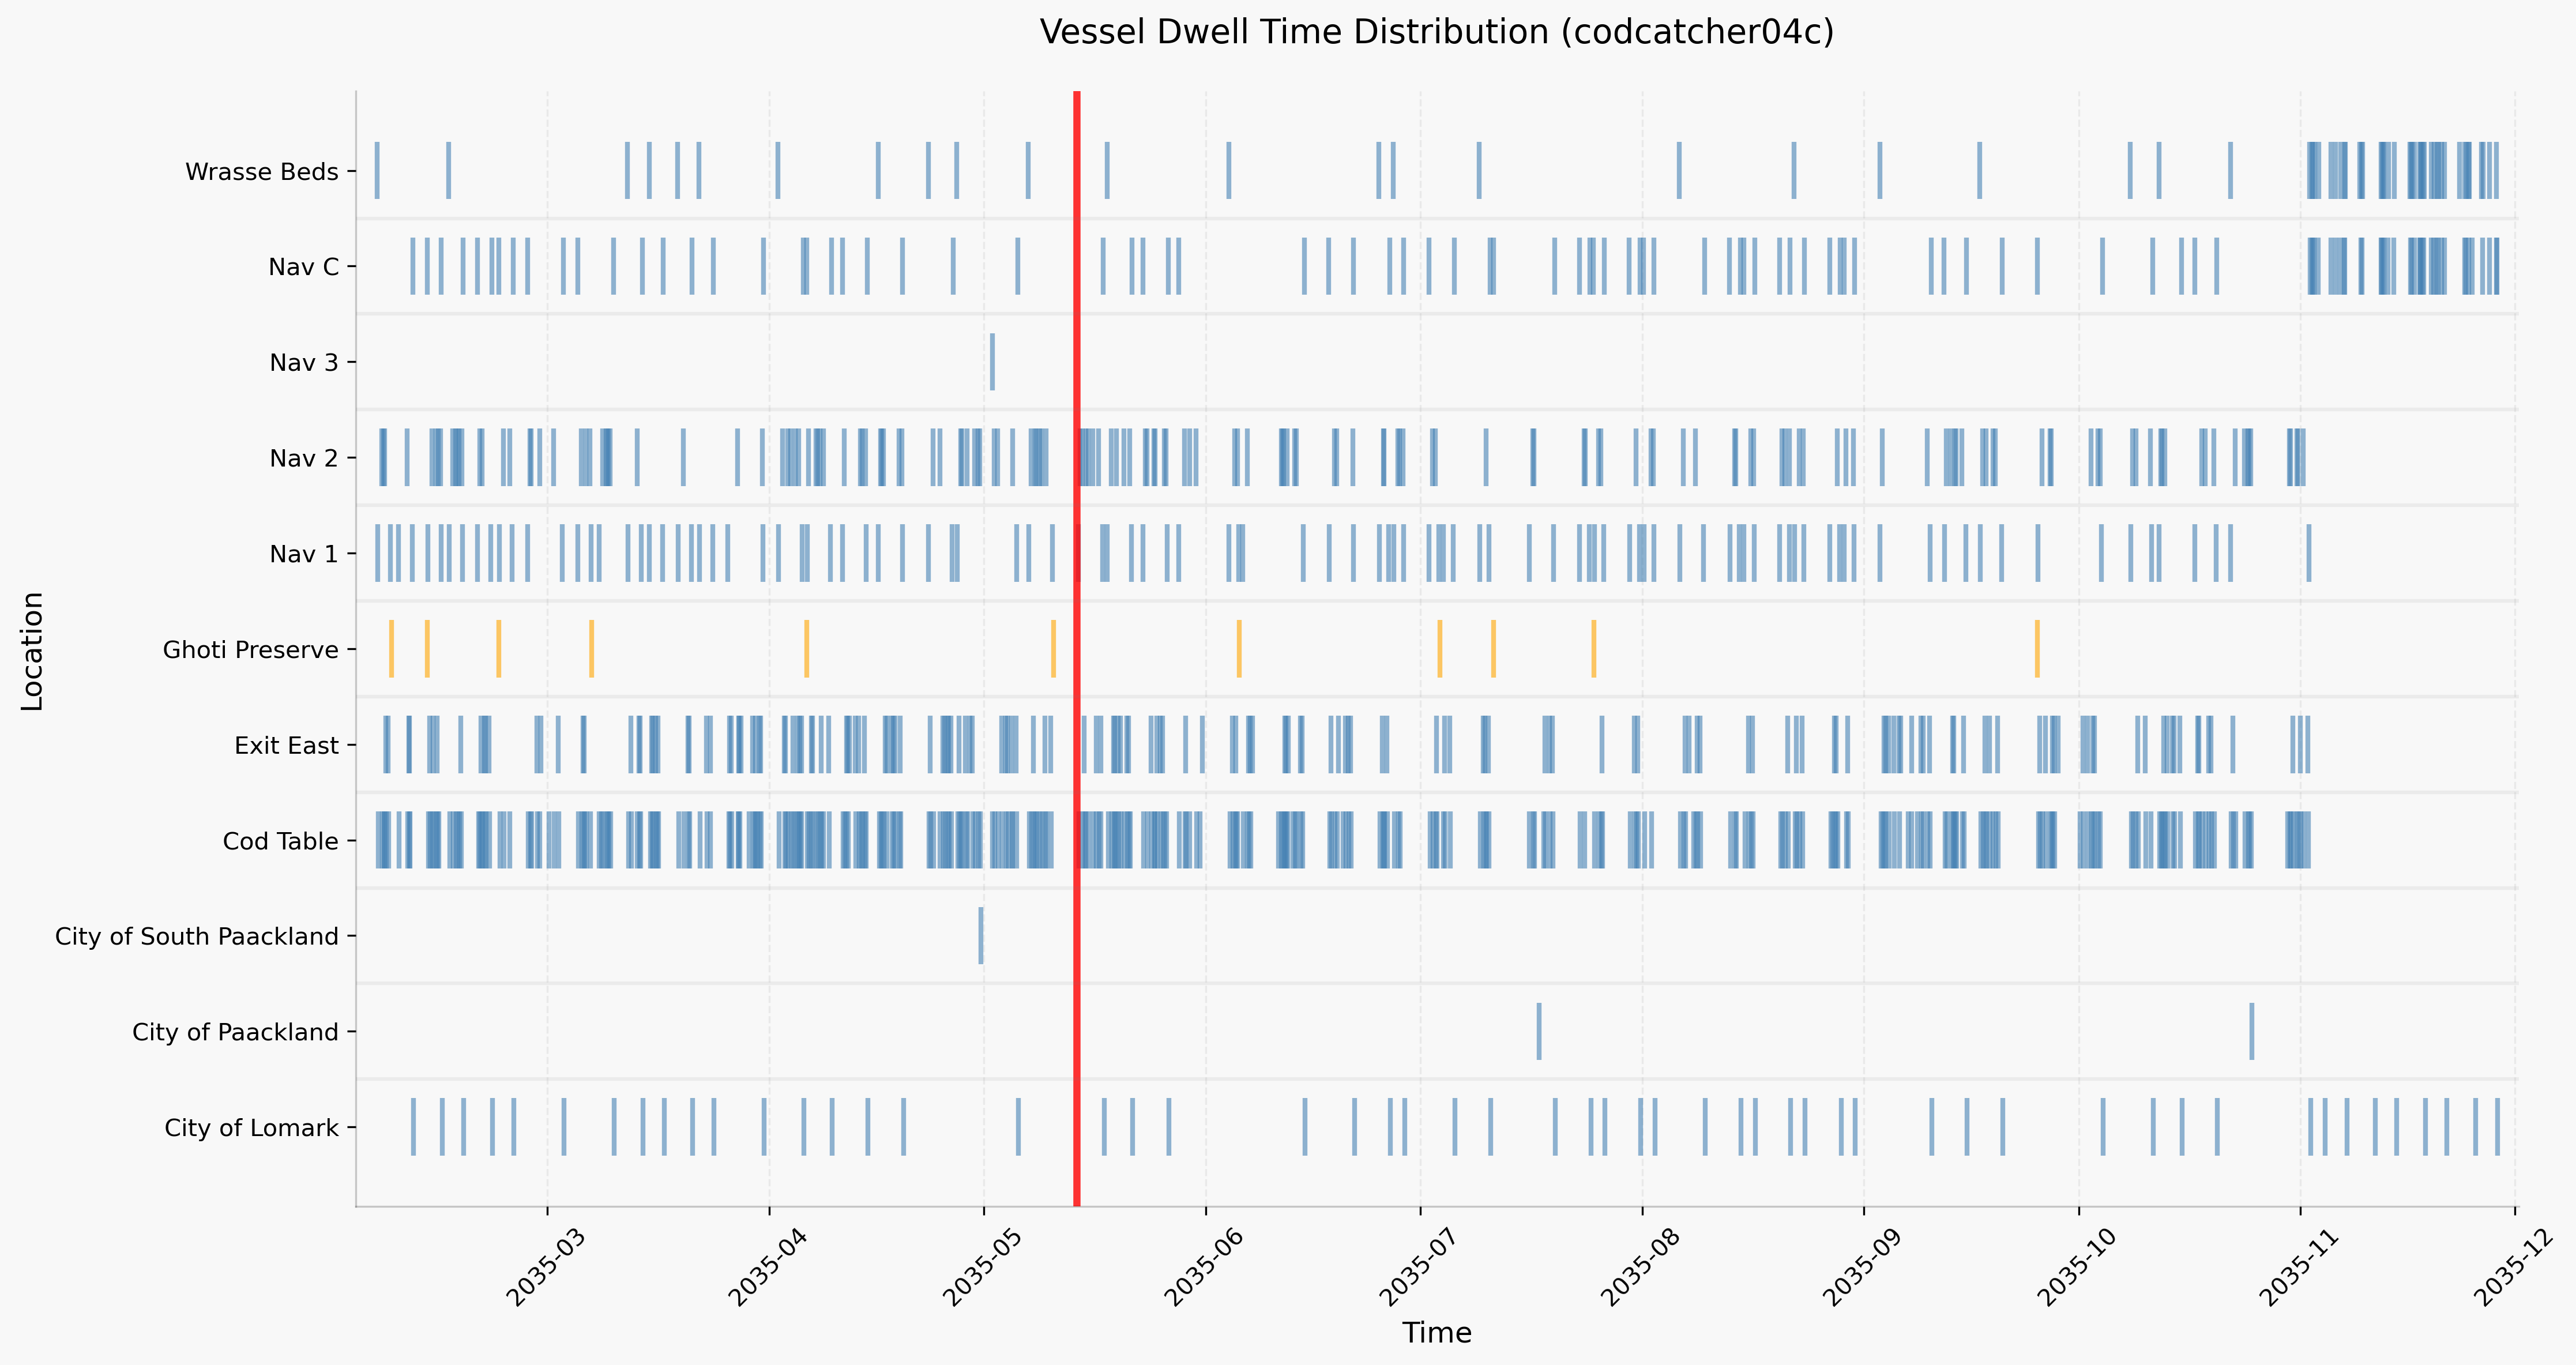 Vessel Dwell Time Distribution (codcatcher04c)
Location
Wrasse Beds
Nav C
Nav 3
Nav 2
Nav 1
Ghoti Preserve
Exit East
Cod Table
City of South Paackland
City of Paackland
City of Lomark
2035-03
2035-04
2035-05
2035-06
2035-07
2035-08
2035-09
2035-10
2035-11
2035-12
Time